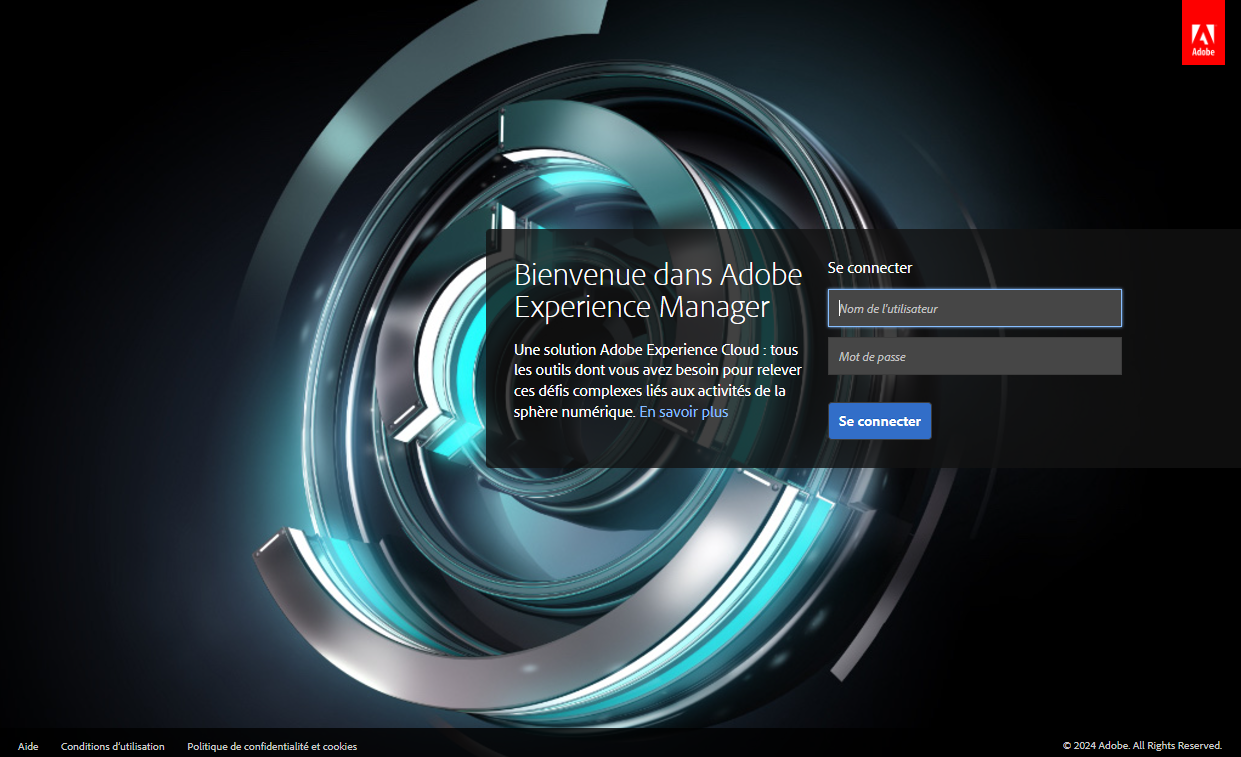 Adobe
Bienvenue dans Adobe
Experience Manager
Une solution Adobe Experience Cloud : tous
les outils dont vous avez besoin pour relever
ces défis complexes liés aux activités de la
sphère numérique. En savoir plus
Se connecter
Nom de l'utilisateur
Mot de passe
Se connecter
Aide
Conditions d'utilisation
Politique de confidentialité et cookies
© 2024 Adobe. All Rights Reserved.